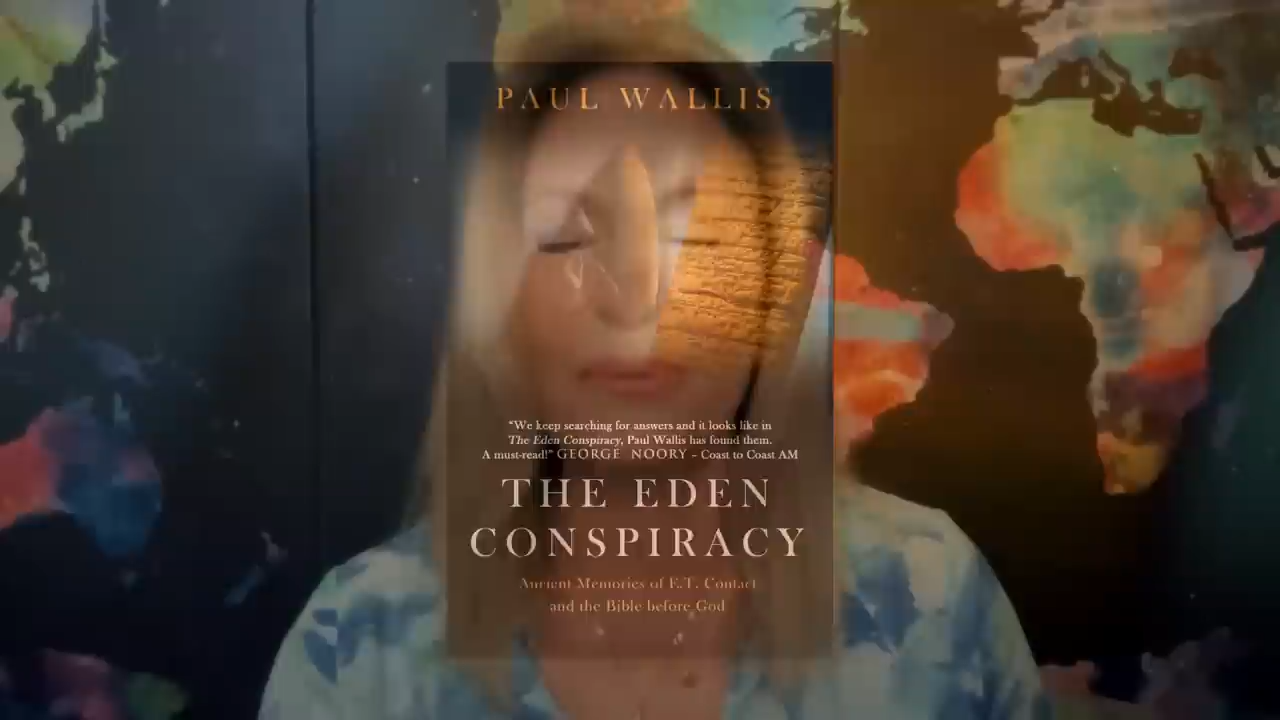 PAUL WALLIS
“We keep searching for answers and it looks like in
The Eden Conspiracy, Paul Wallis has found them.
A must-read!” GEORGE NOORY – Coast to Coast AM
THE EDEN
CONSPIRACY
Ancient Memories of E.T. Contact
and the Bible before God